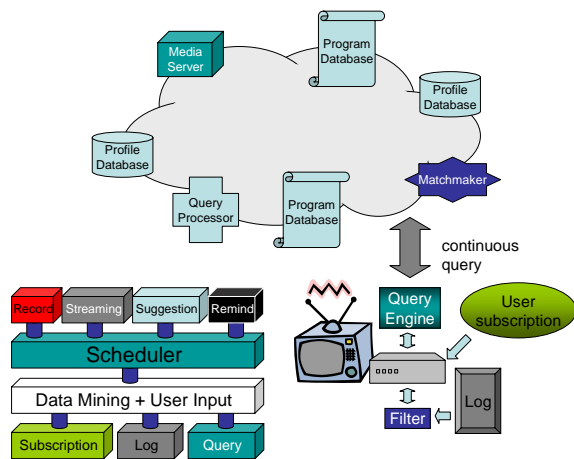 Media
Server
Program
Database
Profile
Database
Profile
Database
Query
Processor
Program
Database
Matchmaker
continuous
query
Record
Streaming
Suggestion
Remind
Scheduler
Data Mining + User Input
Subscription
Log
Query
Query
Engine
User
subscription
Filter
Log